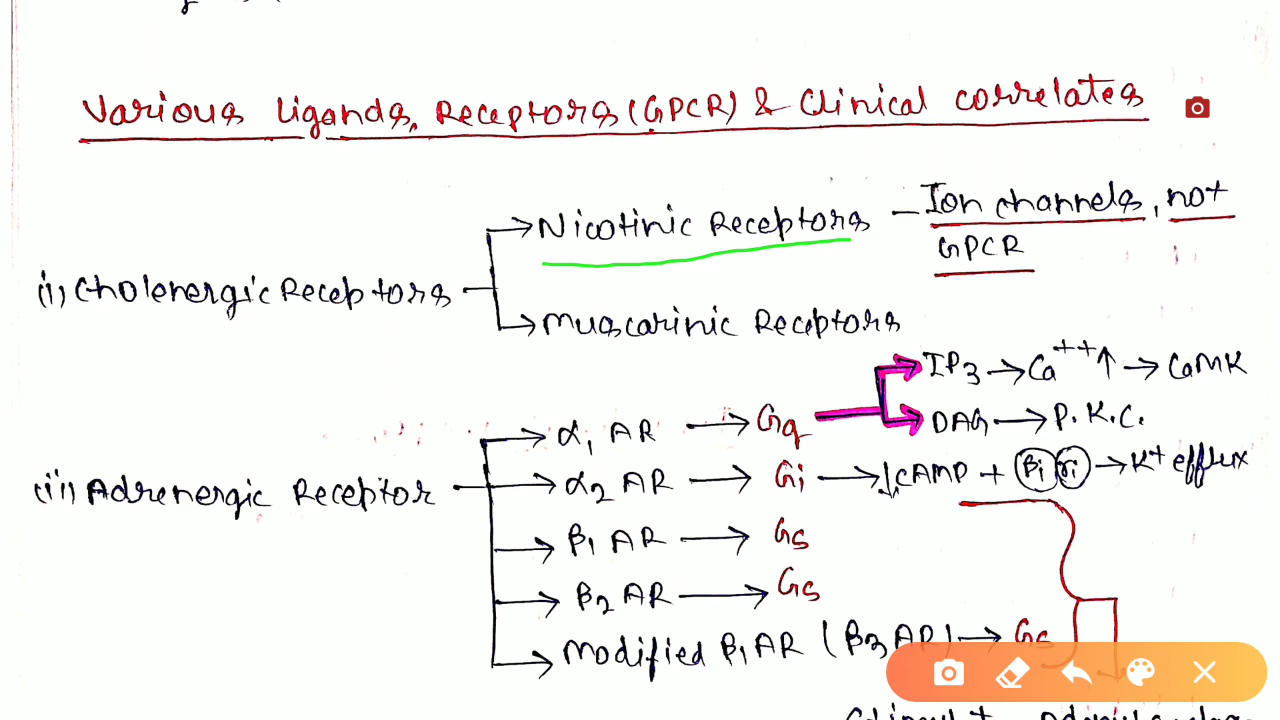 Various Ligands, Receptors (GPCR) & Clinical correlates
Nicotinic Receptors – Ion channels, not
GPCR
(i) Cholenergic Receptors
Muscarinic Receptors
IP3 → Ca++ ↑ → CaMK
α1 AR → Gq
DAG → P.K.C.
(ii) Adrenergic Receptor
α2 AR → Gi → ↓cAMP + βi γi → K+ efflux
β1 AR → Gs
β2 AR → Gs
Modified β1 AR (β3 AR) → Gs